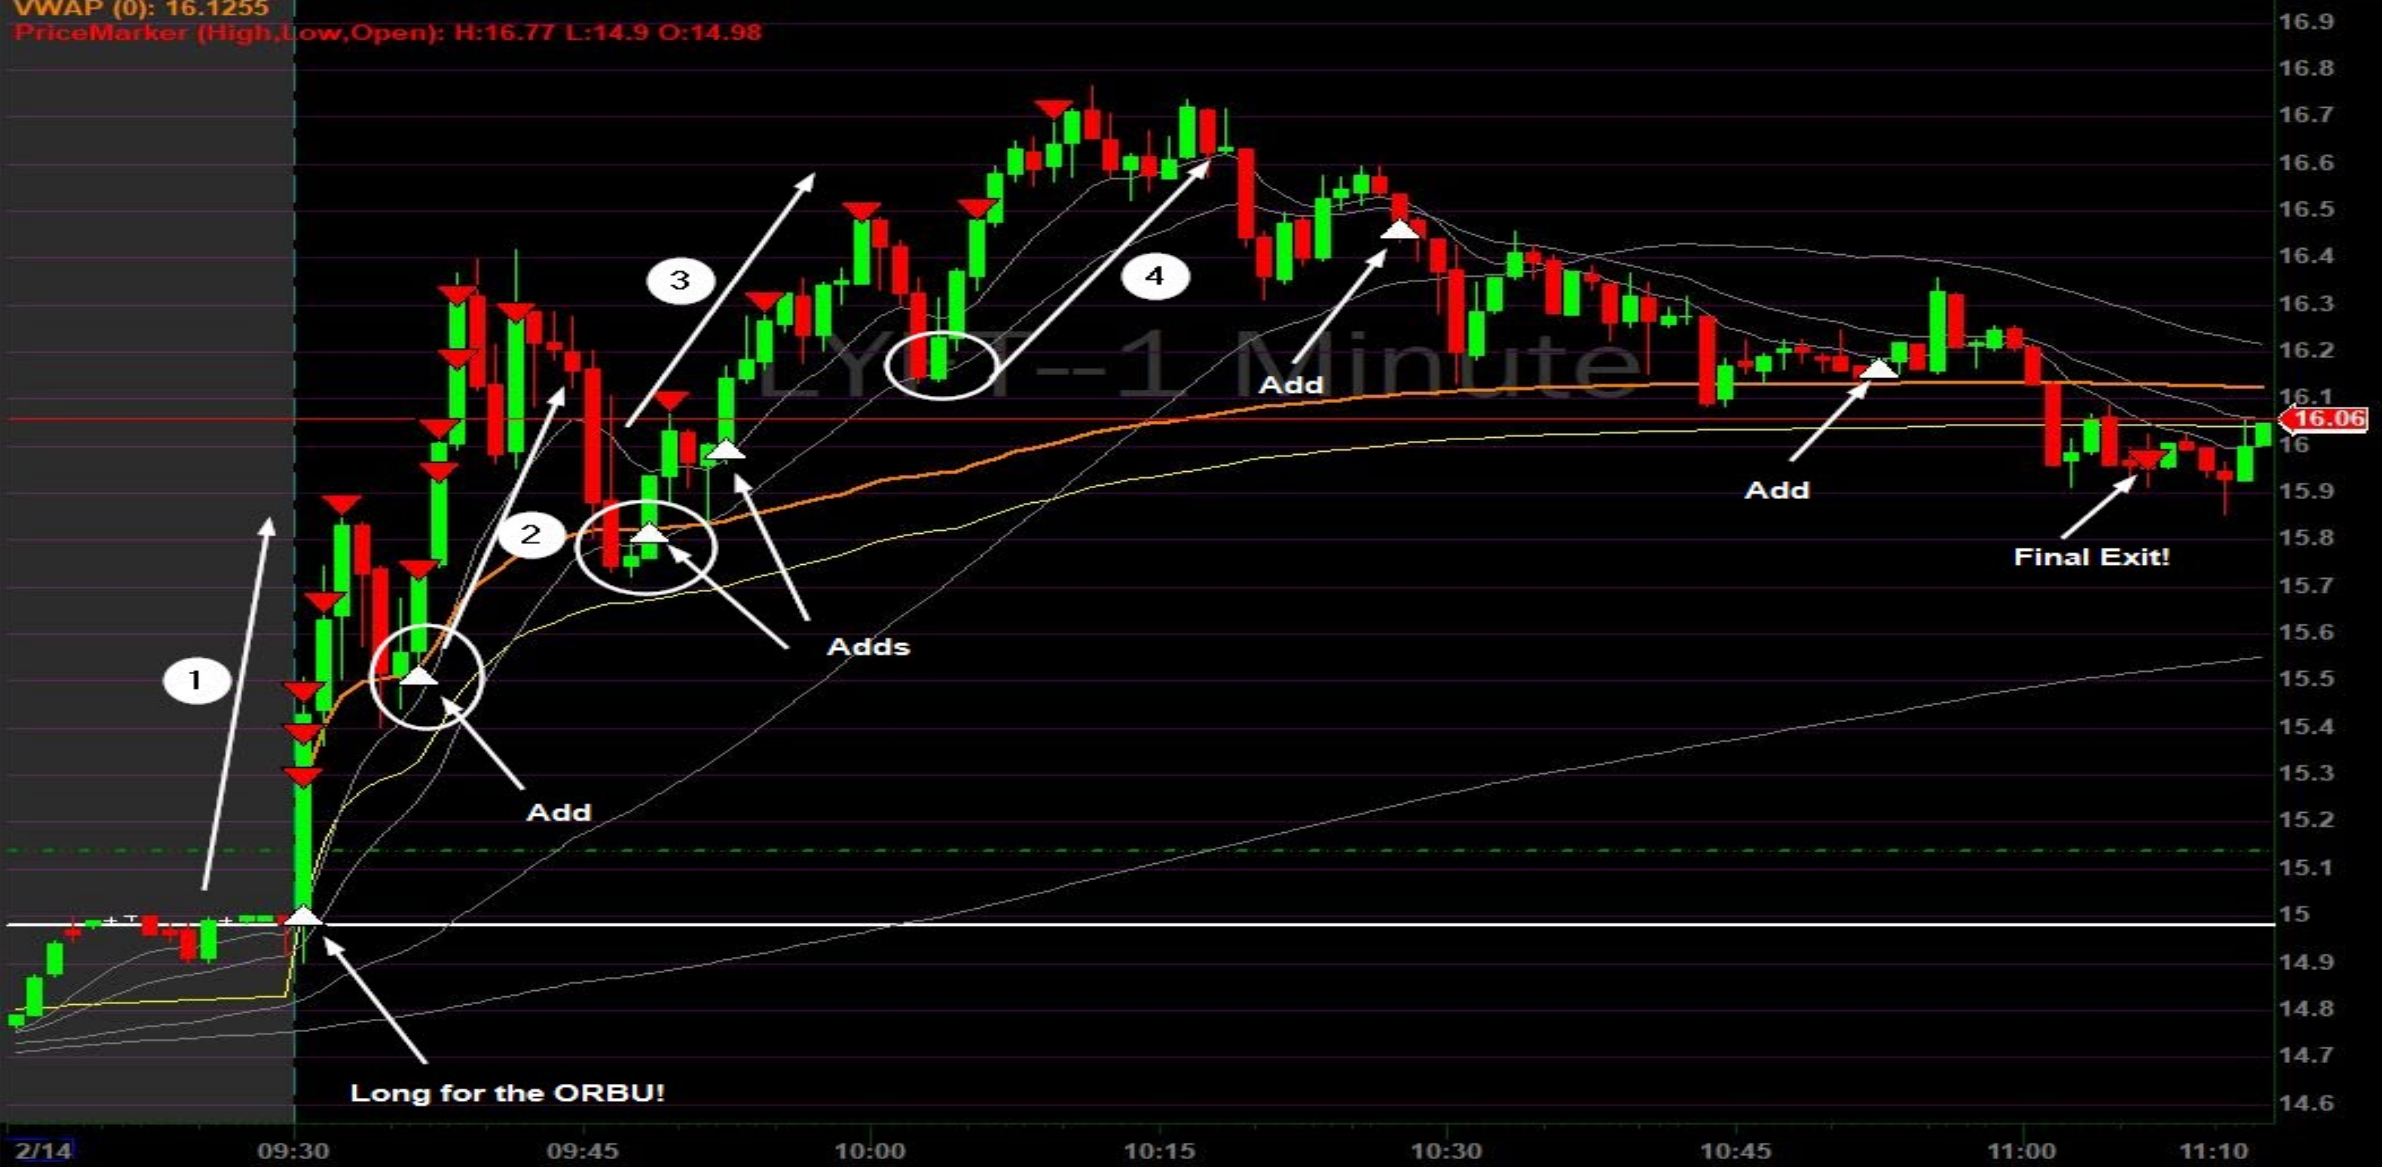 VWAP (0): 16.1255
PriceMarker (High,Low,Open): H:16.77 L:14.9 O:14.98
16.9
16.8
16.7
16.6
16.5
16.4
16.3
16.2
16.1
16.06
16
15.9
15.8
15.7
15.6
15.5
15.4
15.3
15.2
15.1
15
14.9
14.8
14.7
14.6
LYFT--1 Minute
3
4
Add
2
Add
Final Exit!
Adds
1
Add
Long for the ORBU!
2/14 09:30 09:45 10:00 10:15 10:30 10:45 11:00 11:10